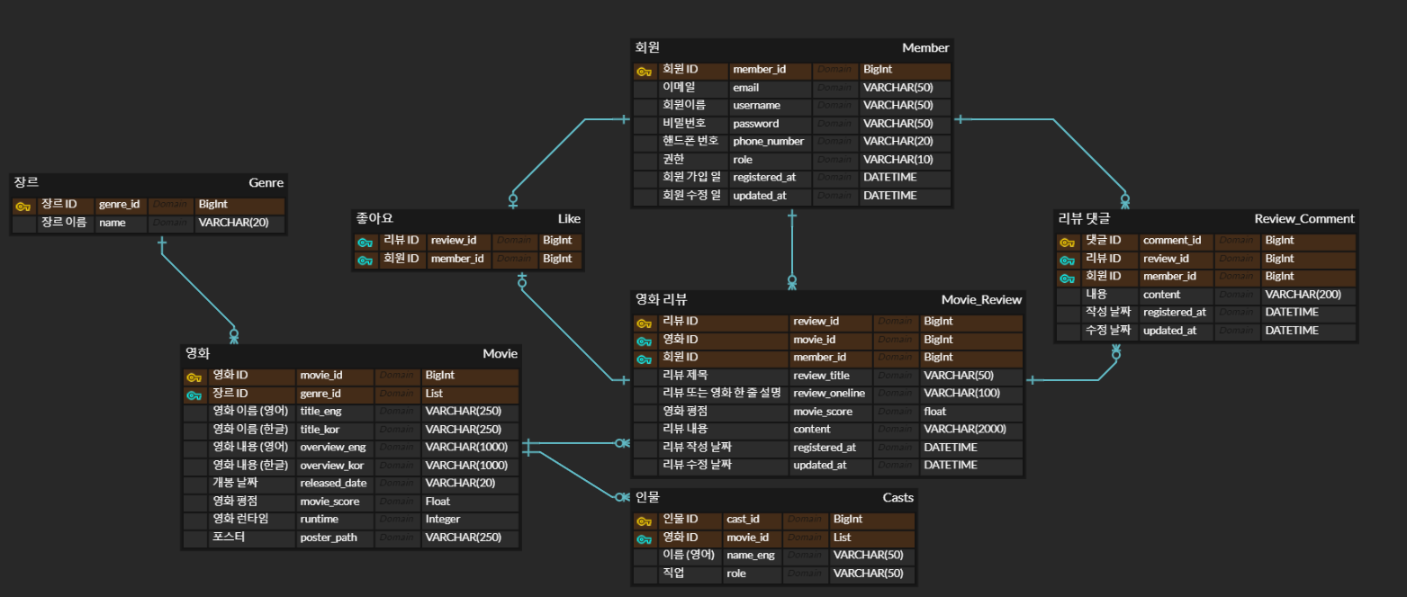 회원 Member
회원 ID member_id Domain BigInt
이메일 email Domain VARCHAR(50)
회원이름 username Domain VARCHAR(50)
비밀번호 password Domain VARCHAR(50)
핸드폰 번호 phone_number Domain VARCHAR(20)
권한 role Domain VARCHAR(10)
회원 가입 일 registered_at Domain DATETIME
회원 수정 일 updated_at Domain DATETIME
장르 Genre
장르 ID genre_id Domain BigInt
장르 이름 name Domain VARCHAR(20)
좋아요 Like
리뷰 ID review_id Domain BigInt
회원 ID member_id Domain BigInt
리뷰 댓글 Review_Comment
댓글 ID comment_id Domain BigInt
리뷰 ID review_id Domain BigInt
회원 ID member_id Domain BigInt
내용 content Domain VARCHAR(200)
작성 날짜 registered_at Domain DATETIME
수정 날짜 updated_at Domain DATETIME
영화 리뷰 Movie_Review
리뷰 ID review_id Domain BigInt
영화 ID movie_id Domain BigInt
회원 ID member_id Domain BigInt
리뷰 제목 review_title Domain VARCHAR(50)
리뷰 또는 영화 한 줄 설명 review_oneline Domain VARCHAR(100)
영화 평점 movie_score Domain float
리뷰 내용 content Domain VARCHAR(2000)
리뷰 작성 날짜 registered_at Domain DATETIME
리뷰 수정 날짜 updated_at Domain DATETIME
영화 Movie
영화 ID movie_id Domain BigInt
장르 ID genre_id Domain List
영화 이름 (영어) title_eng Domain VARCHAR(250)
영화 이름 (한글) title_kor Domain VARCHAR(250)
영화 내용 (영어) overview_eng Domain VARCHAR(1000)
영화 내용 (한글) overview_kor Domain VARCHAR(1000)
개봉 날짜 released_date Domain VARCHAR(20)
영화 평점 movie_score Domain Float
영화 런타임 runtime Domain Integer
포스터 poster_path Domain VARCHAR(250)
인물 Casts
인물 ID cast_id Domain BigInt
영화 ID movie_id Domain List
이름 (영어) name_eng Domain VARCHAR(50)
직업 role Domain VARCHAR(50)